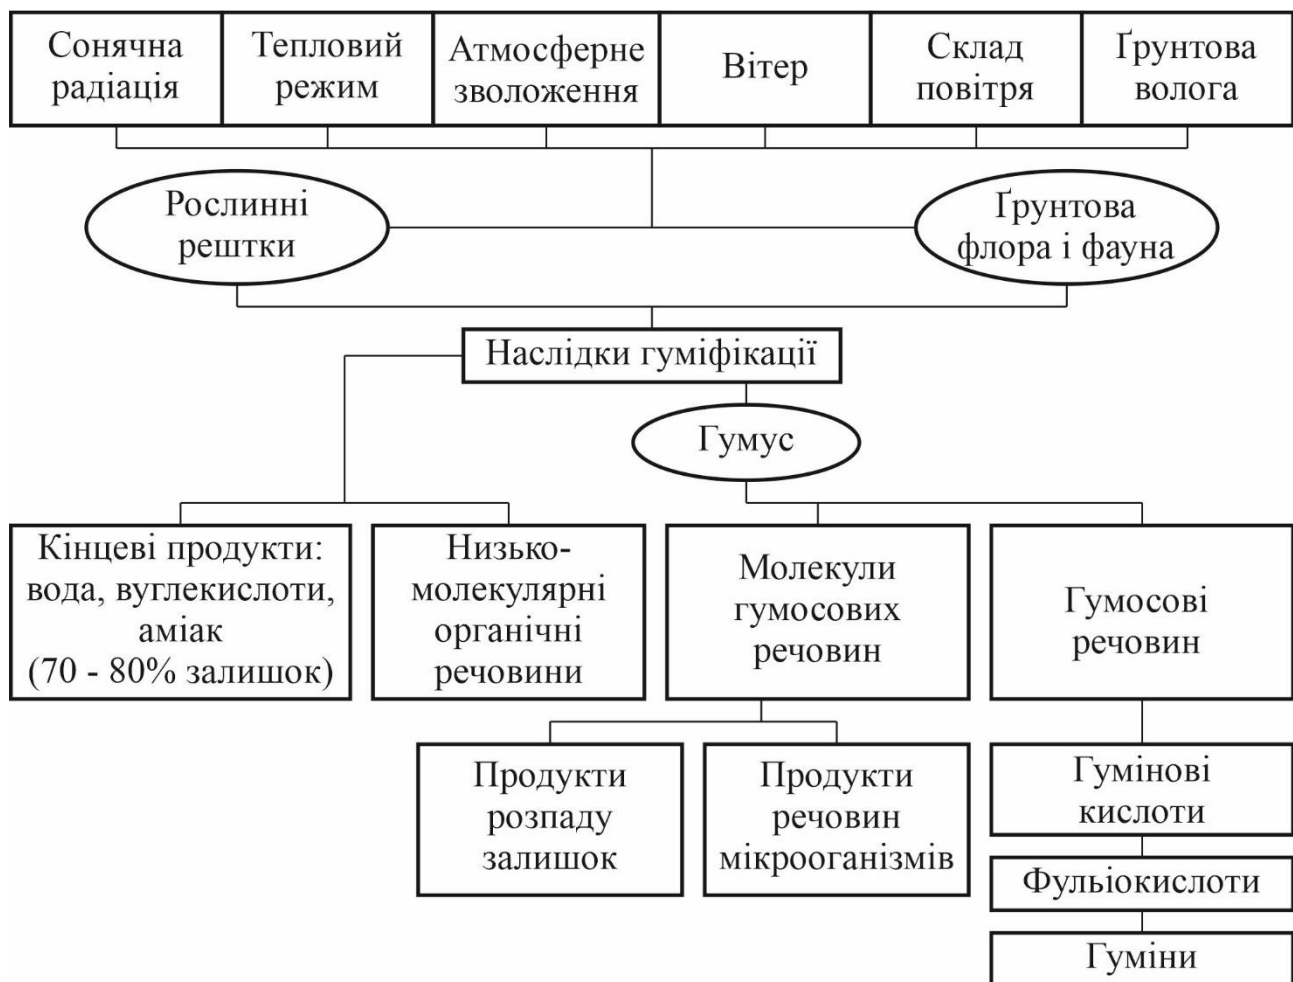 Сонячна
радіація
Тепловий
режим
Атмосферне
зволоження
Вітер
Склад
повітря
Ґрунтова
волога
Рослинні
рештки
Ґрунтова
флора і фауна
Наслідки гуміфікації
Гумус
Кінцеві продукти:
вода, вуглекислоти,
аміак
(70 - 80% залишок)
Низько-
молекулярні
органічні
речовини
Молекули
гумосових
речовин
Гумосові
речовин
Продукти
розпаду
залишок
Продукти
речовин
мікрооганізмів
Гумінові
кислоти
Фульіокислоти
Гуміни